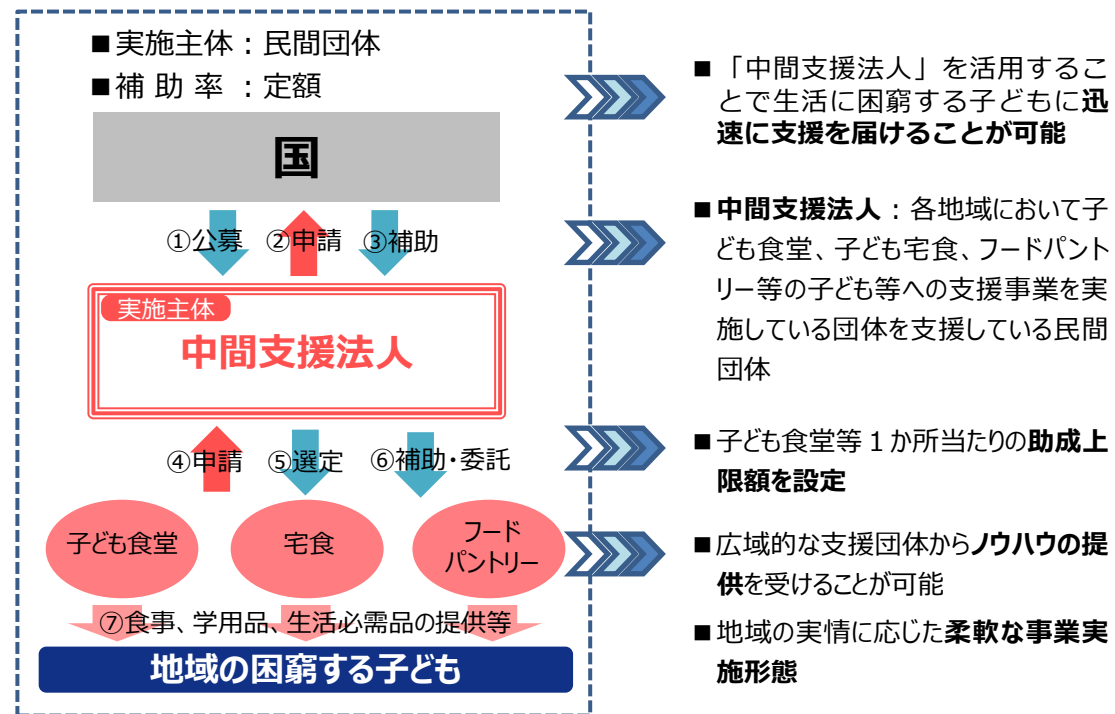 ■実施主体：民間団体
■補 助 率 ：定額
国
①公募 ②申請 ③補助
実施主体
中間支援法人
④申請 ⑤選定 ⑥補助・委託
子ども食堂
宅食
フード
パントリー
⑦食事、学用品、生活必需品の提供等
地域の困窮する子ども
■「中間支援法人」を活用するこ
とで生活に困窮する子どもに迅
速に支援を届けることが可能
■中間支援法人：各地域において子
ども食堂、子ども宅食、フードパント
リー等の子ども等への支援事業を実
施している団体を支援している民間
団体
■子ども食堂等１か所当たりの助成上
限額を設定
■広域的な支援団体からノウハウの提
供を受けることが可能
■地域の実情に応じた柔軟な事業実
施形態